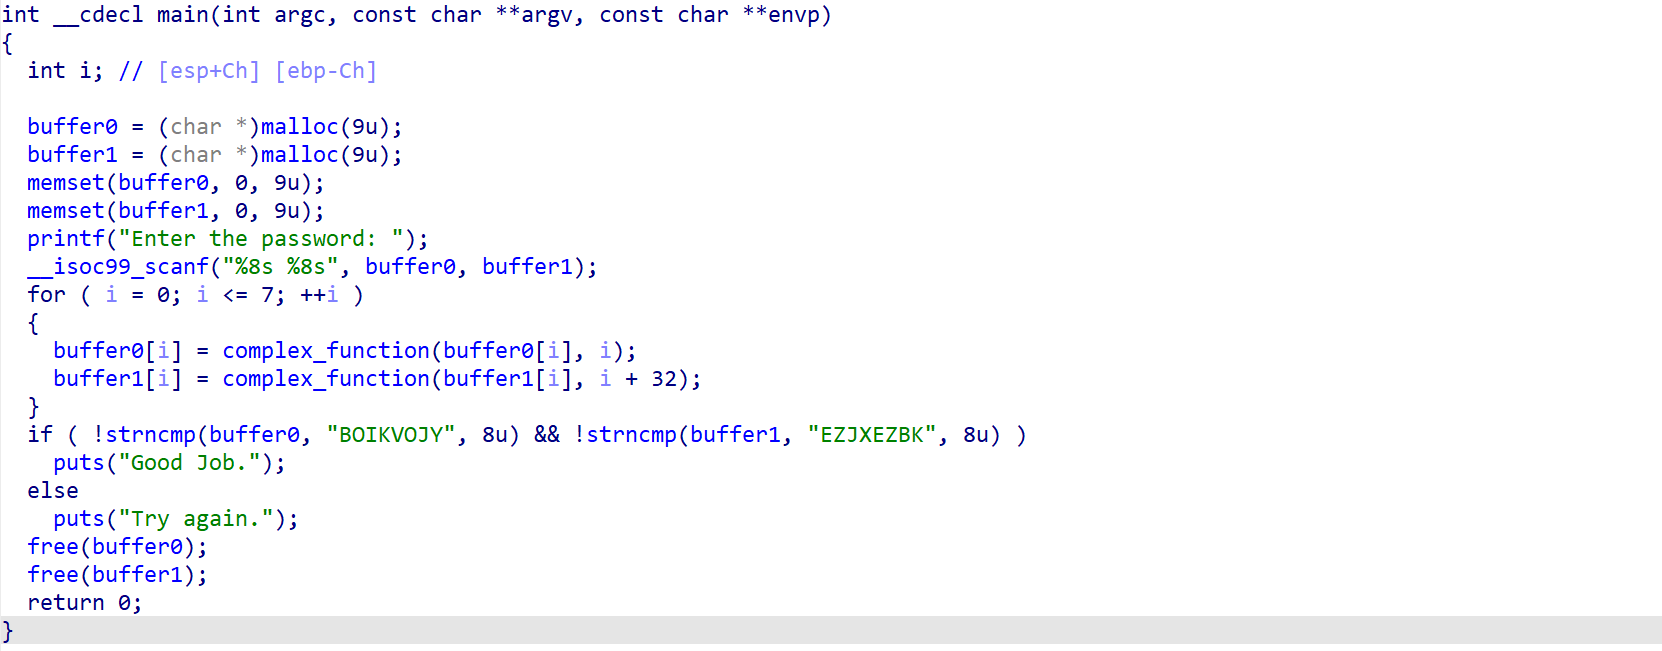 int __cdecl main(int argc, const char **argv, const char **envp)
{
  int i; // [esp+Ch] [ebp-Ch]

  buffer0 = (char *)malloc(9u);
  buffer1 = (char *)malloc(9u);
  memset(buffer0, 0, 9u);
  memset(buffer1, 0, 9u);
  printf("Enter the password: ");
  __isoc99_scanf("%8s %8s", buffer0, buffer1);
  for ( i = 0; i <= 7; ++i )
  {
    buffer0[i] = complex_function(buffer0[i], i);
    buffer1[i] = complex_function(buffer1[i], i + 32);
  }
  if ( !strncmp(buffer0, "BOIKVOJY", 8u) && !strncmp(buffer1, "EZJXEZBK", 8u) )
    puts("Good Job.");
  else
    puts("Try again.");
  free(buffer0);
  free(buffer1);
  return 0;
}